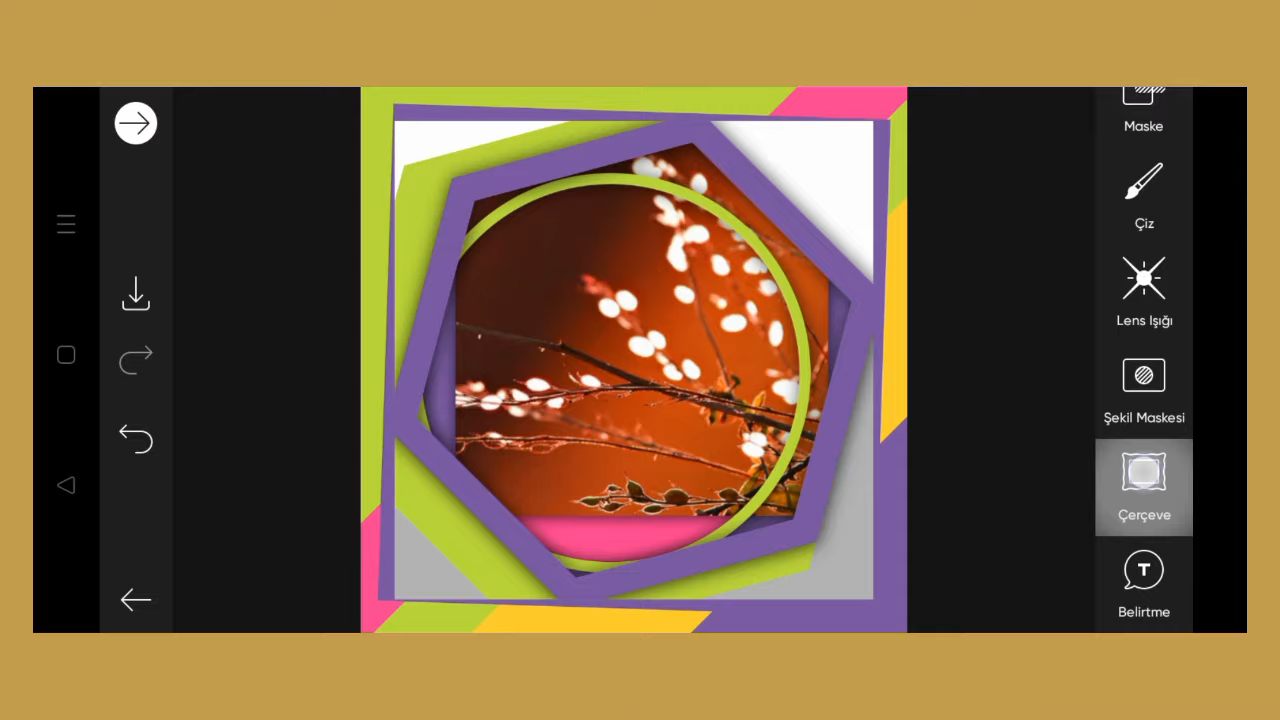 Maske
Çiz
Lens Işığı
Şekil Maskesi
Çerçeve
T
Belirtme